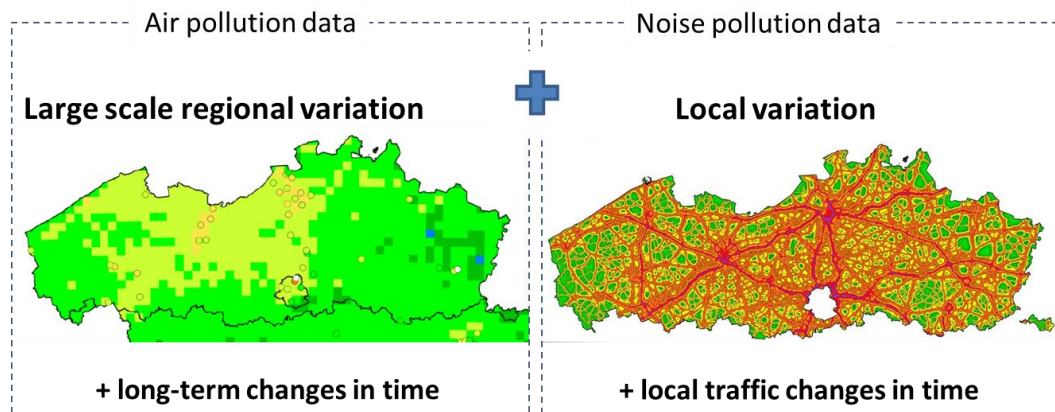 Air pollution data
Noise pollution data
Large scale regional variation
Local variation
+ long-term changes in time
+ local traffic changes in time